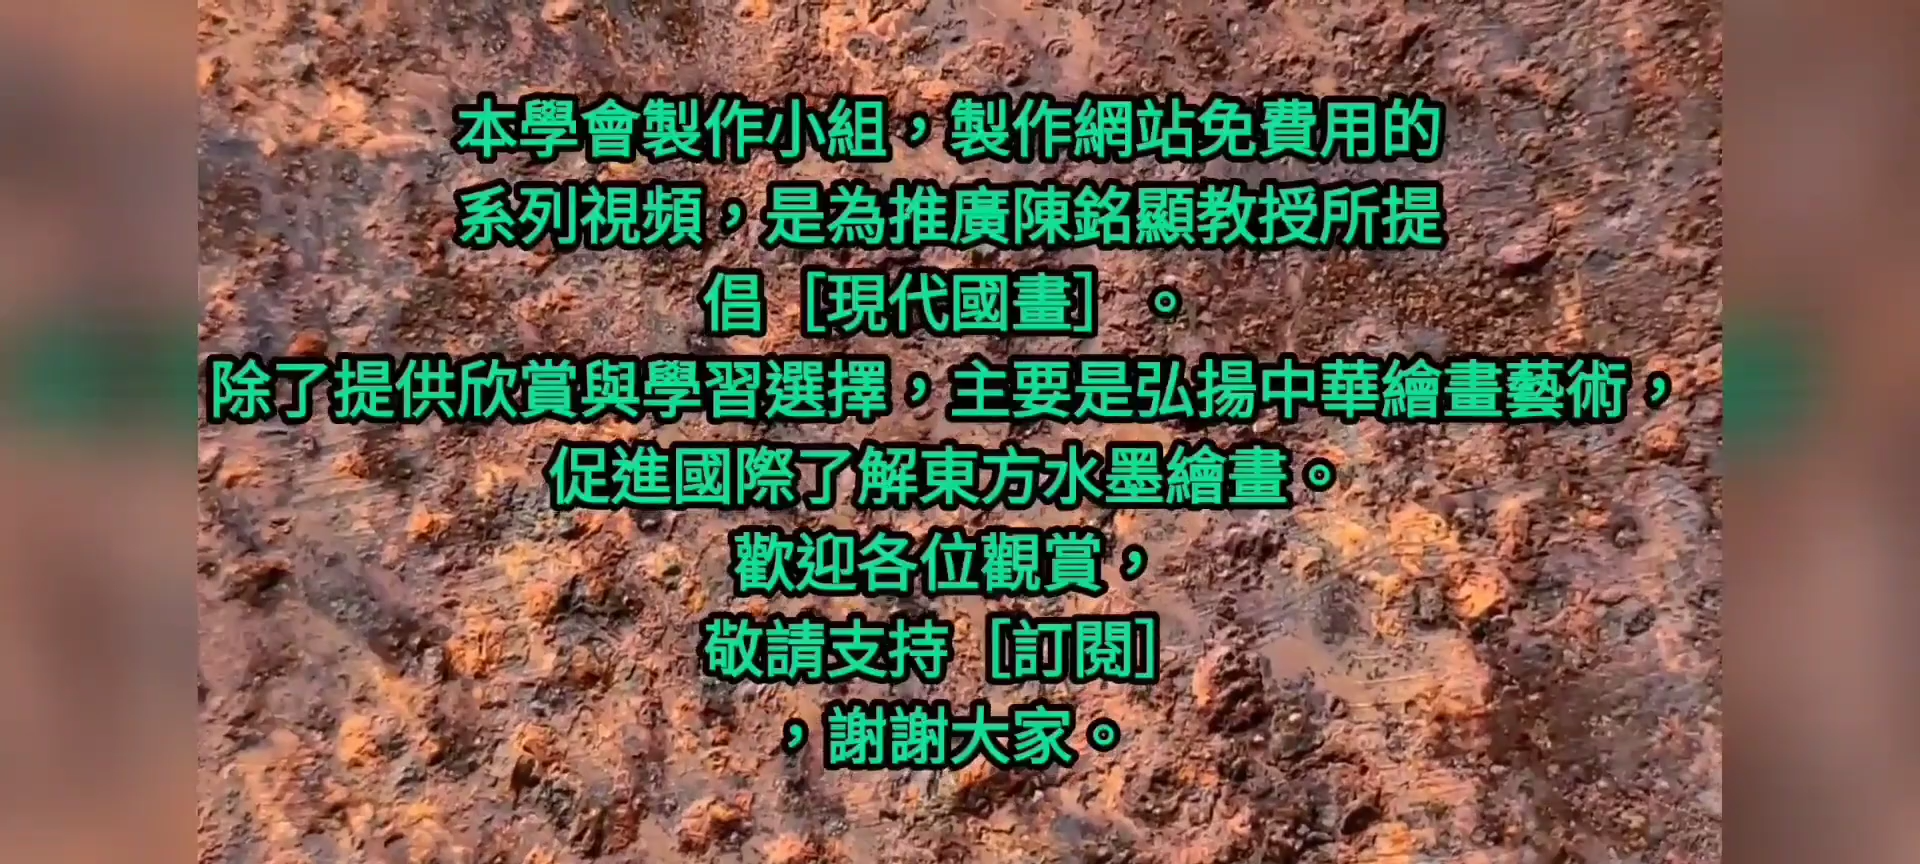 本學會製作小組，製作網站免費用的
系列視頻，是為推廣陳銘顯教授所提
倡［現代國畫］。
除了提供欣賞與學習選擇，主要是弘揚中華繪畫藝術，
促進國際了解東方水墨繪畫。
歡迎各位觀賞，
敬請支持［訂閱］
，謝謝大家。